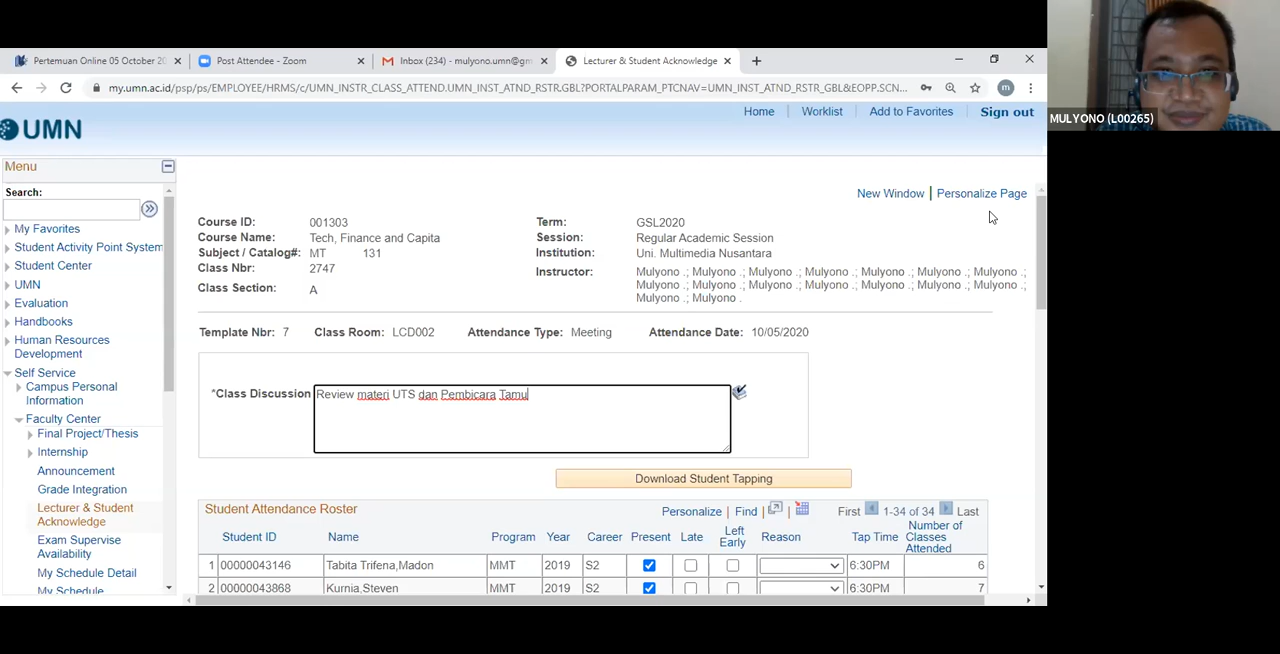 Pertemuan Online 05 October 20
Post Attendee - Zoom
Inbox (234) - mulyono.umn@gm
Lecturer & Student Acknowledge
my.umn.ac.id/psp/ps/EMPLOYEE/HRMS/c/UMN_INSTR_CLASS_ATTEND.UMN_INST_ATND_RSTR.GBL?PORTALPARAM_PTCNAV=UMN_INST_ATND_RSTR_GBL&EOPP.SCN...
m
Home
Worklist
Add to Favorites
Sign out
MULYONO (L00265)
UMN
Menu
Search:
My Favorites
Student Activity Point System
Student Center
UMN
Evaluation
Handbooks
Human Resources
Development
Self Service
Campus Personal
Information
Faculty Center
Final Project/Thesis
Internship
Announcement
Grade Integration
Lecturer & Student
Acknowledge
Exam Supervise
Availability
My Schedule Detail
My Schedule
New Window | Personalize Page
Course ID: 001303
Term: GSL2020
Course Name: Tech, Finance and Capita
Session: Regular Academic Session
Subject / Catalog#: MT 131
Institution: Uni. Multimedia Nusantara
Class Nbr: 2747
Instructor: Mulyono .; Mulyono .; Mulyono .; Mulyono .; Mulyono .; Mulyono .; Mulyono .;
Mulyono .; Mulyono .; Mulyono .; Mulyono .; Mulyono .; Mulyono .; Mulyono .;
Mulyono .; Mulyono .
Class Section: A
Template Nbr: 7 Class Room: LCD002 Attendance Type: Meeting Attendance Date: 10/05/2020
*Class Discussion Review materi UTS dan Pembicara Tamu
Download Student Tapping
Student Attendance Roster
Personalize | Find | First 1-34 of 34 Last
Student ID Name Program Year Career Present Late Left Early Reason Tap Time Number of Classes Attended
1 00000043146 Tabita Trifena,Madon MMT 2019 S2 6:30PM 6
2 00000043868 Kurnia,Steven MMT 2019 S2 6:30PM 7